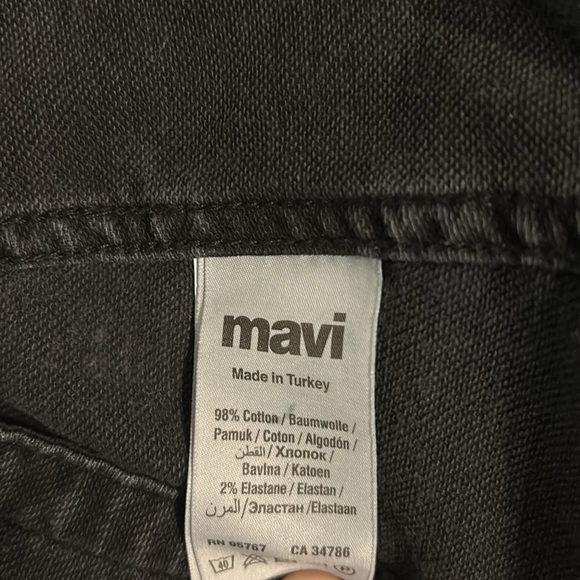 mavi
Made in Turkey
98% Cotton / Baumwolle /
Pamuk / Coton / Algodón /
القطن / Хлопок /
Bavlna / Katoen
2% Elastane / Elastan /
المرن/Эластан /Elastaan
RN 95767 CA 34786
40 P